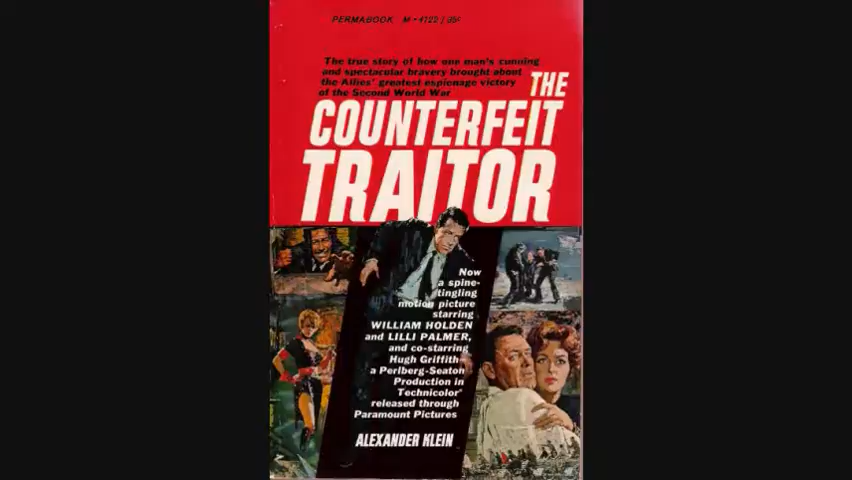 PERMABOOK M-4122 / 35¢
The true story of how one man's cunning
and spectacular bravery brought about
the Allies' greatest espionage victory
of the Second World War
THE
COUNTERFEIT
TRAITOR
Now
a spine-
tingling
motion picture
starring
WILLIAM HOLDEN
and LILLI PALMER,
and co-starring
Hugh Griffith
a Perlberg-Seaton
Production in
Technicolor®
released through
Paramount Pictures
ALEXANDER KLEIN